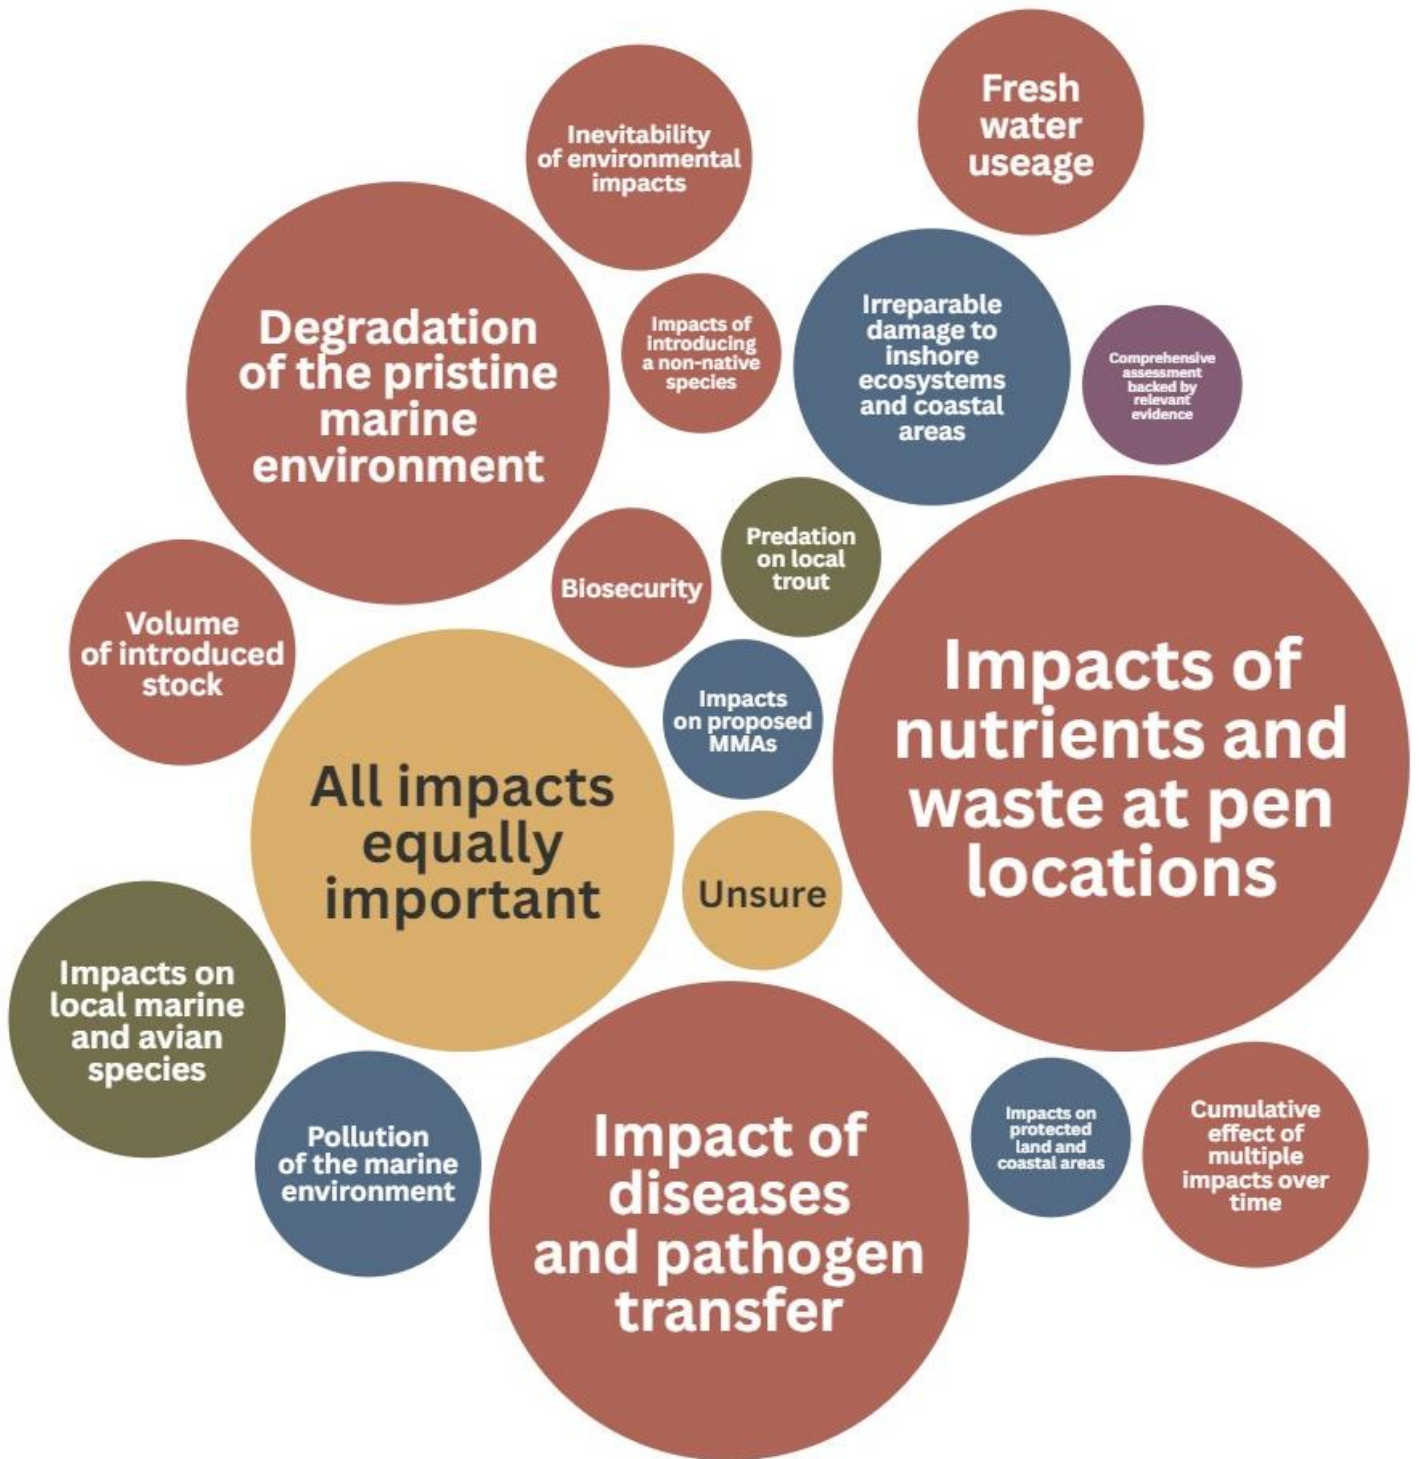 Fresh
water
useage
Inevitability
of environmental
impacts
Degradation
of the pristine
marine
environment
Impacts of
introducing
a non-native
species
Irreparable
damage to
inshore
ecosystems
and coastal
areas
Comprehensive
assessment
backed by
relevant
evidence
Predation
on local
trout
Biosecurity
Volume
of introduced
stock
Impacts
on proposed
MMAs
Impacts of
nutrients and
waste at pen
locations
All impacts
equally
important
Unsure
Impacts on
local marine
and avian
species
Pollution
of the marine
environment
Impact of
diseases
and pathogen
transfer
Impacts on
protected
land and
coastal areas
Cumulative
effect of
multiple
impacts over
time